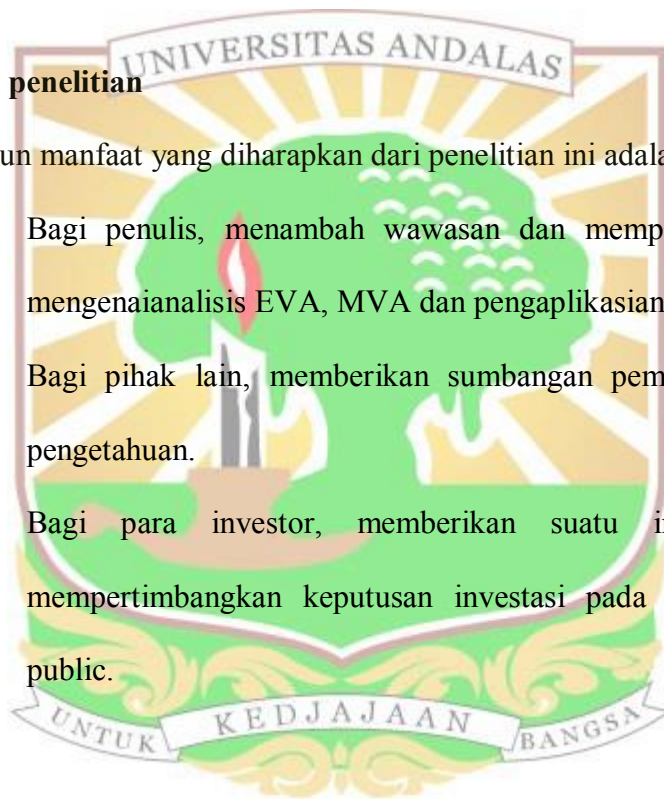 UNIVERSITAS ANDALAS
penelitian
un manfaat yang diharapkan dari penelitian ini adala
Bagi penulis, menambah wawasan dan memp
mengenaianalisis EVA, MVA dan pengaplikasian
Bagi pihak lain, memberikan sumbangan pem
pengetahuan.
Bagi para investor, memberikan suatu i
mempertimbangkan keputusan investasi pada
public.
UNTUK KEDJAJAAN BANGSA